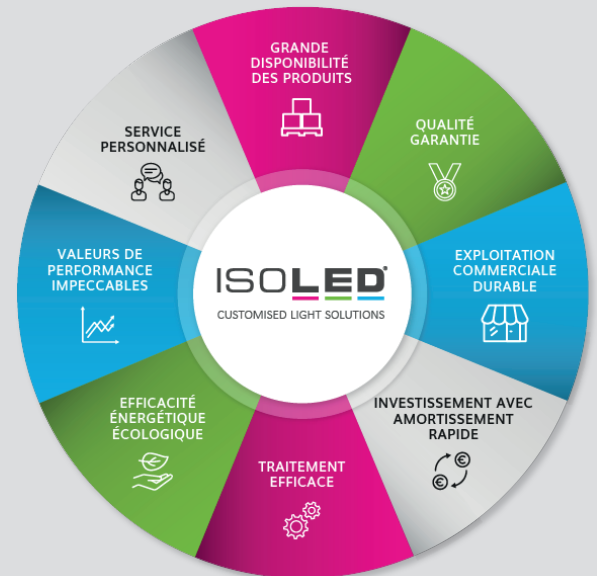 GRANDE
DISPONIBILITÉ
DES PRODUITS
QUALITÉ
GARANTIE
EXPLOITATION
COMMERCIALE
DURABLE
INVESTISSEMENT AVEC
AMORTISSEMENT
RAPIDE
TRAITEMENT
EFFICACE
EFFICACITÉ
ÉNERGÉTIQUE
ÉCOLOGIQUE
VALEURS DE
PERFORMANCE
IMPECCABLES
SERVICE
PERSONNALISÉ
ISOLED®
CUSTOMISED LIGHT SOLUTIONS